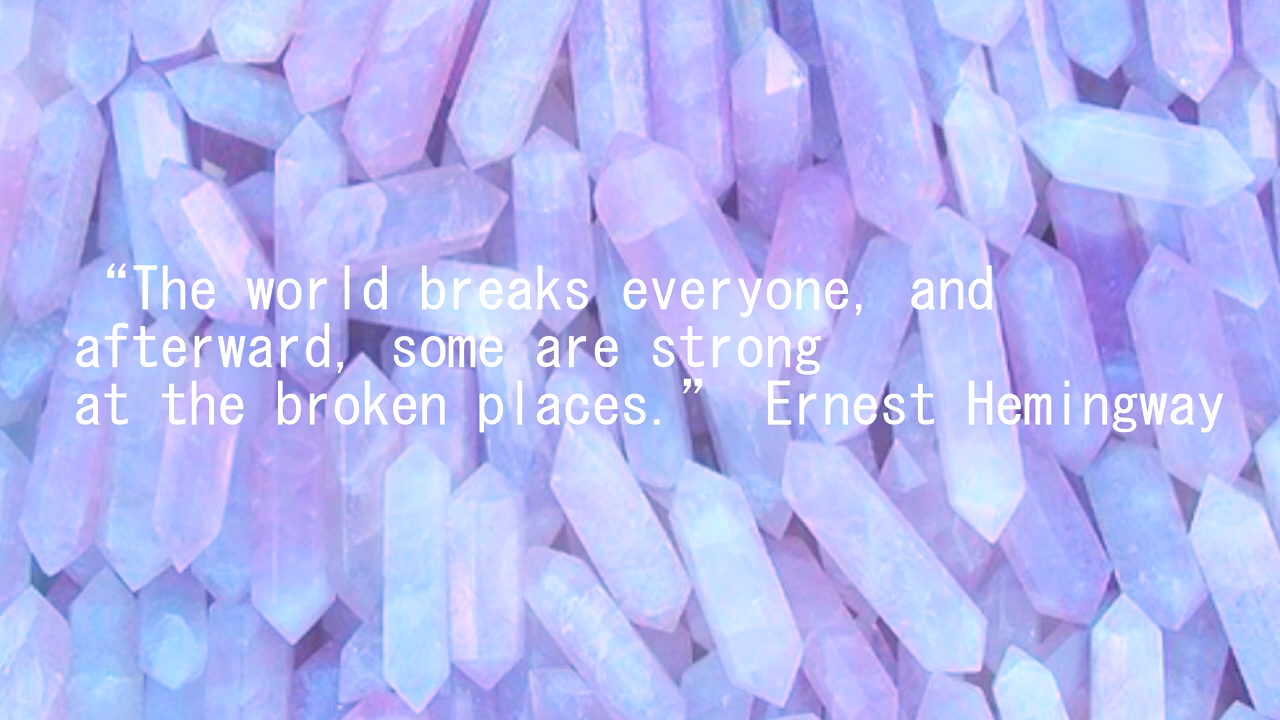 “The world breaks everyone, and
afterward, some are strong
at the broken places.” Ernest Hemingway